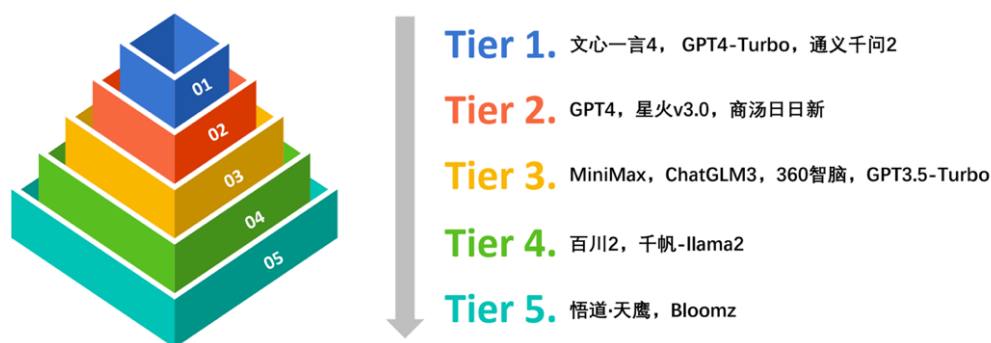 01
02
03
04
05
Tier 1. 文心一言4， GPT4-Turbo，通义千问2
Tier 2. GPT4，星火v3.0，商汤日日新
Tier 3. MiniMax，ChatGLM3，360智脑，GPT3.5-Turbo
Tier 4. 百川2，千帆-llama2
Tier 5. 悟道·天鹰，Bloomz